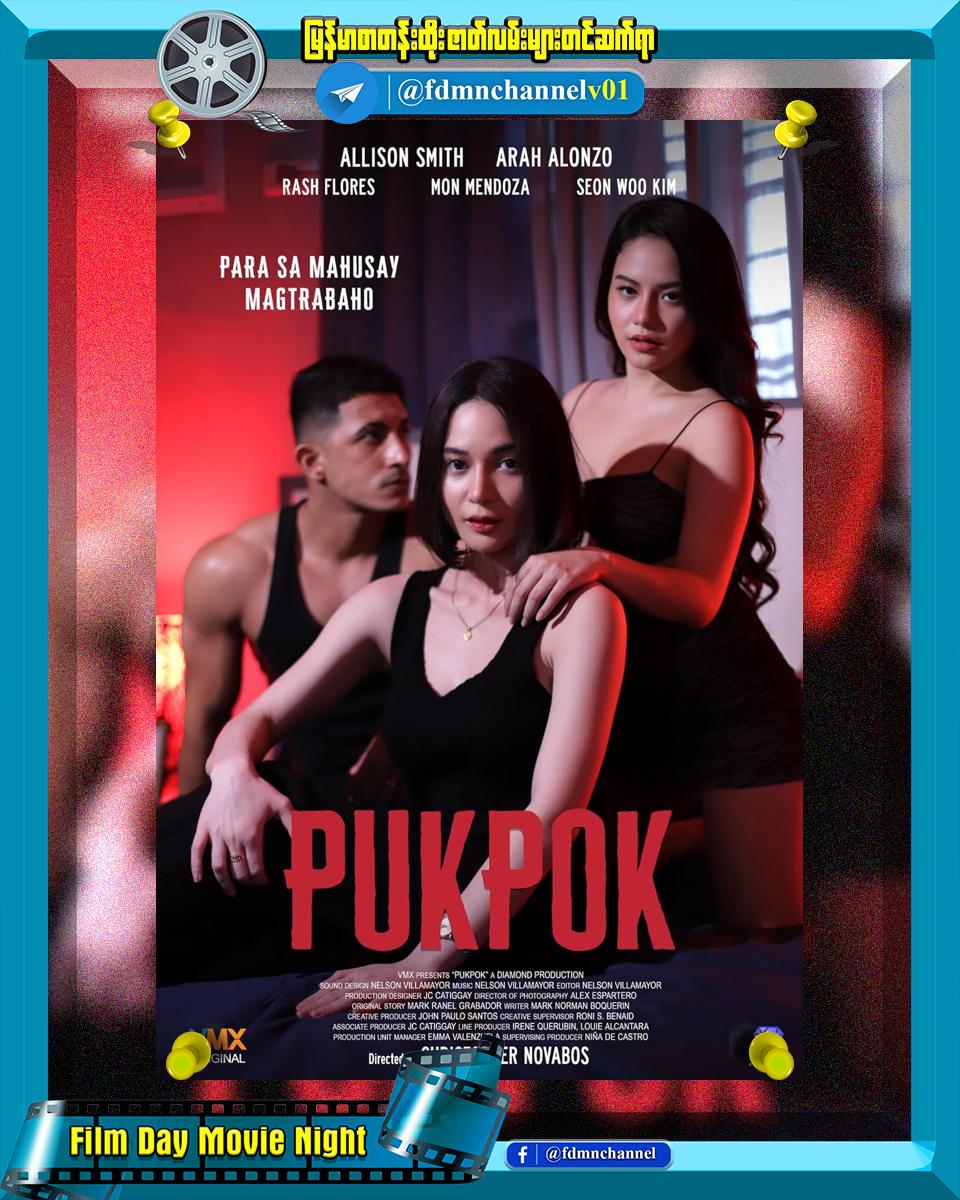 မြန်မာစာတန်းထိုးဇာတ်လမ်းများတင်ဆက်ရာ
@fdmnchannelv01
ALLISON SMITH ARAH ALONZO
RASH FLORES MON MENDOZA SEON WOO KIM
PARA SA MAHUSAY
MAGTRABAHO
PUKPOK
VMX PRESENTS "PUKPOK" A DIAMOND PRODUCTION
SOUND DESIGN NELSON VILLAMAYOR MUSIC NELSON VILLAMAYOR EDITOR NELSON VILLAMAYOR
PRODUCTION DESIGNER JC CATIGGAY DIRECTOR OF PHOTOGRAPHY ALEX ESPARTERO
ORIGINAL STORY MARK RANEL GRABADOR WRITER MARK NORMAN BOQUERIN
CREATIVE PRODUCER JOHN PAULO SANTOS CREATIVE SUPERVISOR RONI S. BENAID
ASSOCIATE PRODUCER JC CATIGGAY LINE PRODUCER IRENE QUERUBIN, LOUIE ALCANTARA
PRODUCTION UNIT MANAGER EMMA SUPERVISING PRODUCER NIÑA DE CASTRO
NOVABOS
Film Day Movie Night
@fdmnchannel